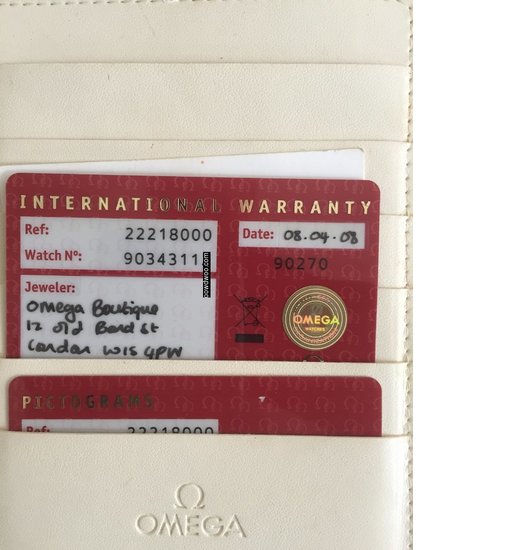 INTERNATIONAL WARRANTY
Ref: 22218000
Date: 08.04.08
Watch Nº: 9034311
90270
Jeweler:
Omega Boutique
12 old Bond St
London W1S 4PW
OMEGA
WATCHES
PICTOGRAMS
Ref: 22218000
OMEGA